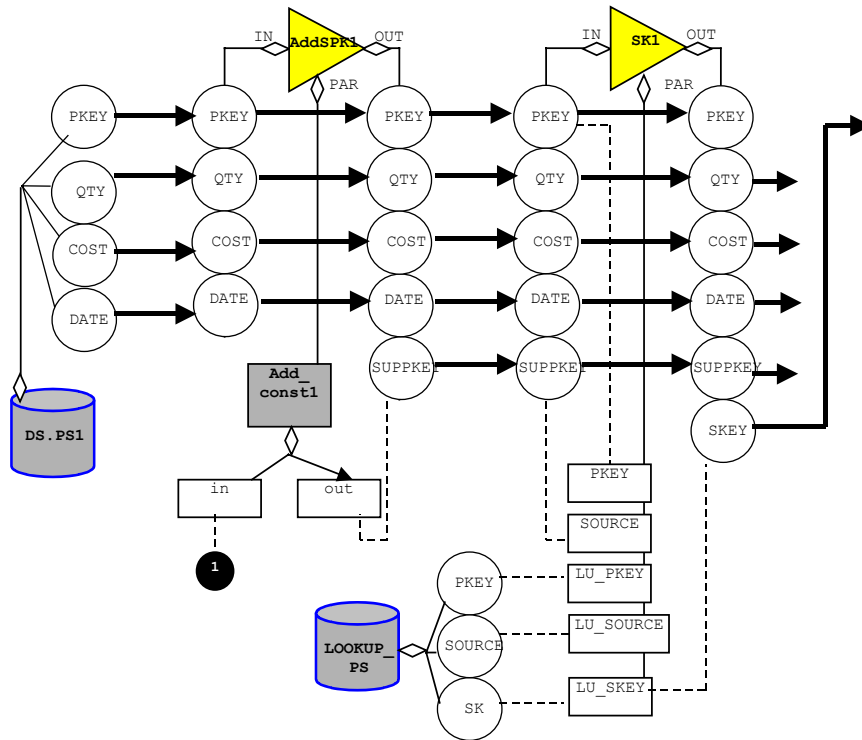 IN AddSPK1 OUT IN SK1 OUT
PAR PAR
PKEY PKEY PKEY PKEY PKEY
QTY QTY QTY QTY QTY
COST COST COST COST COST
DATE DATE DATE DATE DATE
SUPPKEY SUPPKEY SUPPKEY
Add_
const1
DS.PS1
SKEY
in out
PKEY
SOURCE
1
PKEY LU_PKEY
LOOKUP_
PS
SOURCE LU_SOURCE
SK LU_SKEY